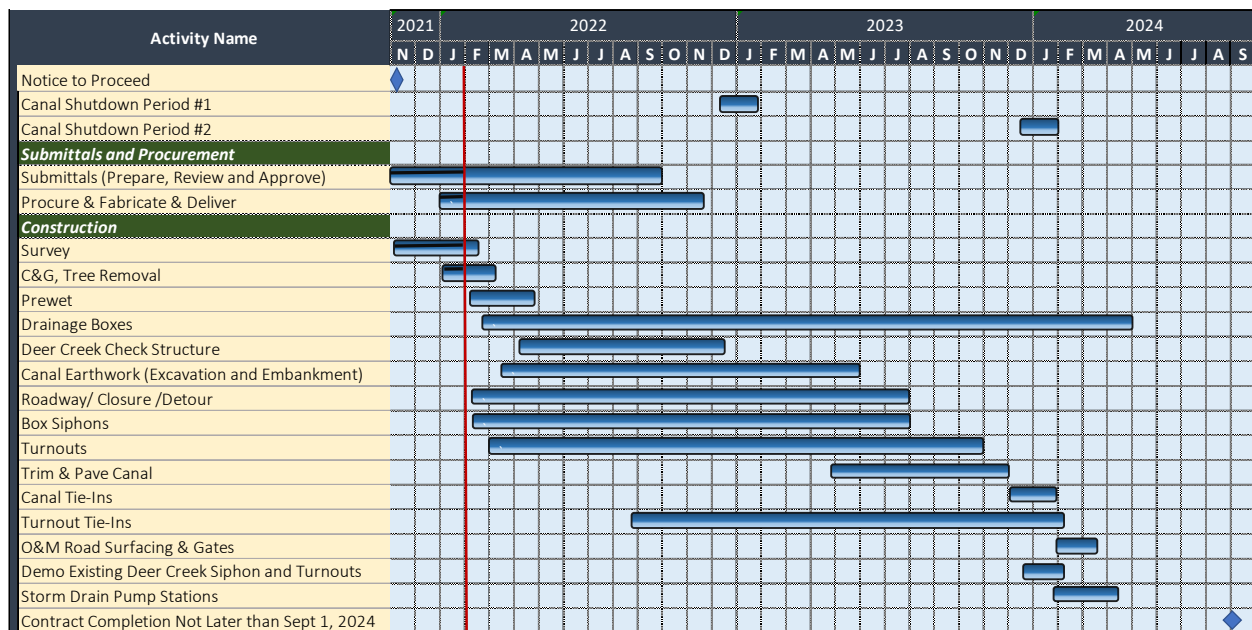 2021 2022 2023 2024
Activity Name
N D J F M A M J J A S O N D J F M A M J J A S O N D J F M A M J J A S
Notice to Proceed
Canal Shutdown Period #1
Canal Shutdown Period #2
Submittals and Procurement
Submittals (Prepare, Review and Approve)
Procure & Fabricate & Deliver
Construction
Survey
C&G, Tree Removal
Prewet
Drainage Boxes
Deer Creek Check Structure
Canal Earthwork (Excavation and Embankment)
Roadway/ Closure /Detour
Box Siphons
Turnouts
Trim & Pave Canal
Canal Tie-Ins
Turnout Tie-Ins
O&M Road Surfacing & Gates
Demo Existing Deer Creek Siphon and Turnouts
Storm Drain Pump Stations
Contract Completion Not Later than Sept 1, 2024